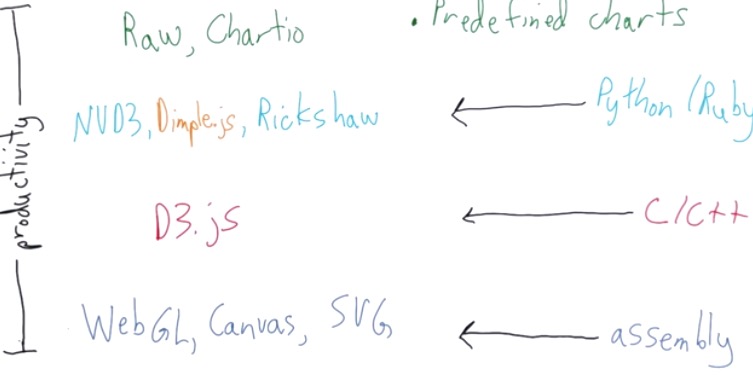 Raw, Chartio
• Predefined charts
NVD3, Dimple.js, Rickshaw
Python/Ruby
productivity
D3.js
C/C++
WebGL, Canvas, SVG
assembly